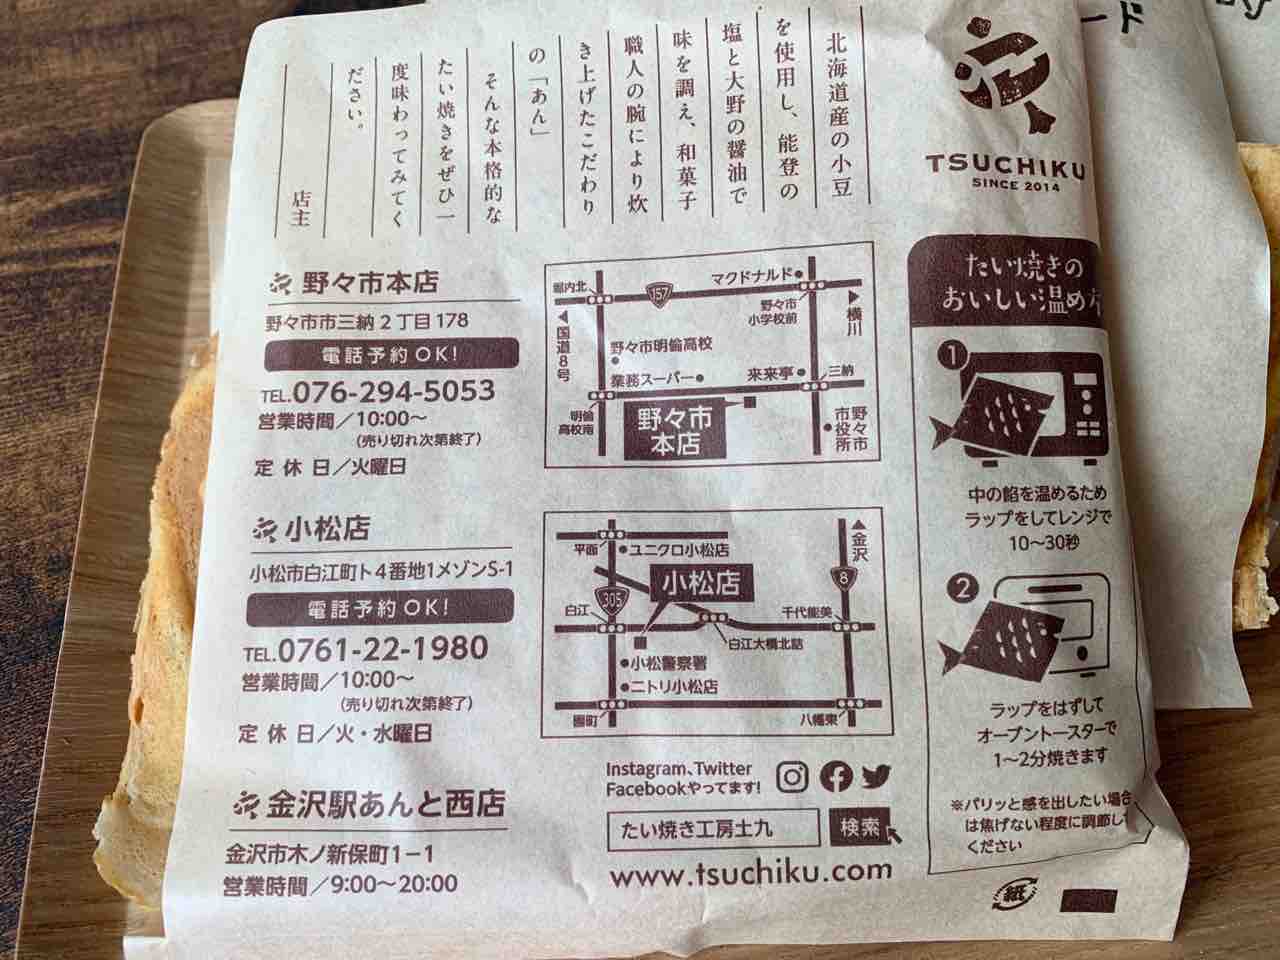 北海道産の小豆
を使用し、能登の
塩と大野の醤油で
味を調え、和菓子
職人の腕により炊
き上げたこだわり
の「あん」
そんな本格的な
たい焼きをぜひ一
度味わってみてく
ださい。
店主
TSUCHIKU
SINCE 2014
野々市本店
野々市市三納2丁目178
電話予約OK!
TEL.076-294-5053
営業時間/10:00〜
(売り切れ次第終了)
定休日/火曜日
堀内北
157
マクドナルド
野々市
小学校前
横川
国道8号
野々市明倫高校
業務スーパー
来来亭
三納
明倫
高校南
野々市
本店
野々市
市役所
小松店
小松市白江町ト4番地1メゾンS-1
電話予約OK!
TEL.0761-22-1980
営業時間/10:00〜
(売り切れ次第終了)
定休日/火・水曜日
平面
ユニクロ小松店
金沢
小松店
8
305
白江
千代能美
白江大橋北詰
小松警察署
ニトリ小松店
園町
八幡東
金沢駅あんと西店
金沢市木ノ新保町1−1
営業時間/9:00〜20:00
Instagram、Twitter
Facebookやってます!
たい焼き工房土九
検索
www.tsuchiku.com
たい焼きの
おいしい温め方
1
中の餡を温めるため
ラップをしてレンジで
10〜30秒
2
ラップをはずして
オーブントースターで
1〜2分焼きます
※パリッと感を出したい場合
は焦げない程度に調節して
ください
紙
ード